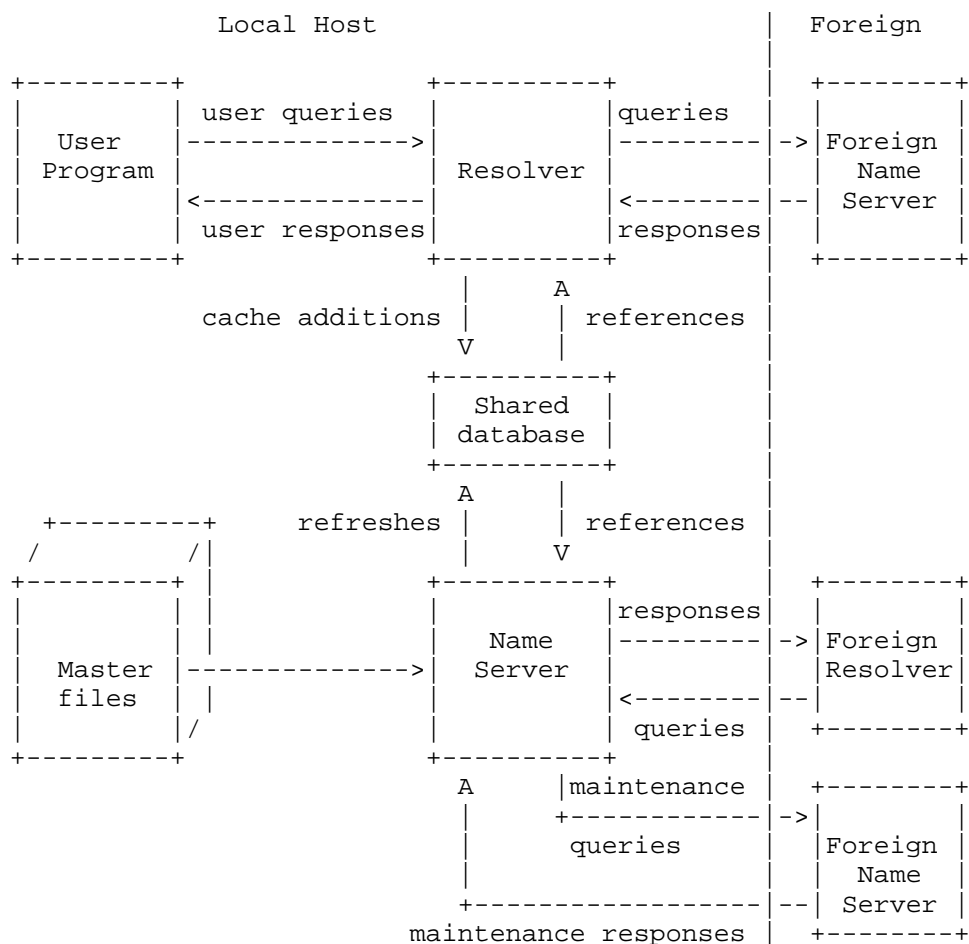 Local Host | Foreign
|
+---------+ +----------+ | +--------+
| | user queries | |queries | | |
| User |-------------->| |---------|->|Foreign |
| Program | | Resolver | | | Name |
| |<--------------| |<--------|--| Server |
| | user responses| |responses| | |
+---------+ +----------+ | +--------+
| A |
cache additions | | references |
V | |
+----------+ |
| Shared | |
| database | |
+----------+ |
A | |
+---------+ refreshes | | references |
/ /| | V |
+---------+ | +----------+ | +--------+
| | | | |responses| | |
| | | | Name |---------|->|Foreign |
| Master |-------------->| Server | | |Resolver|
| files | | | |<--------|--| |
| |/ | | queries | +--------+
+---------+ +----------+ |
A |maintenance | +--------+
| +------------|->| |
| queries | |Foreign |
| | | Name |
+------------------|--| Server |
maintenance responses | +--------+